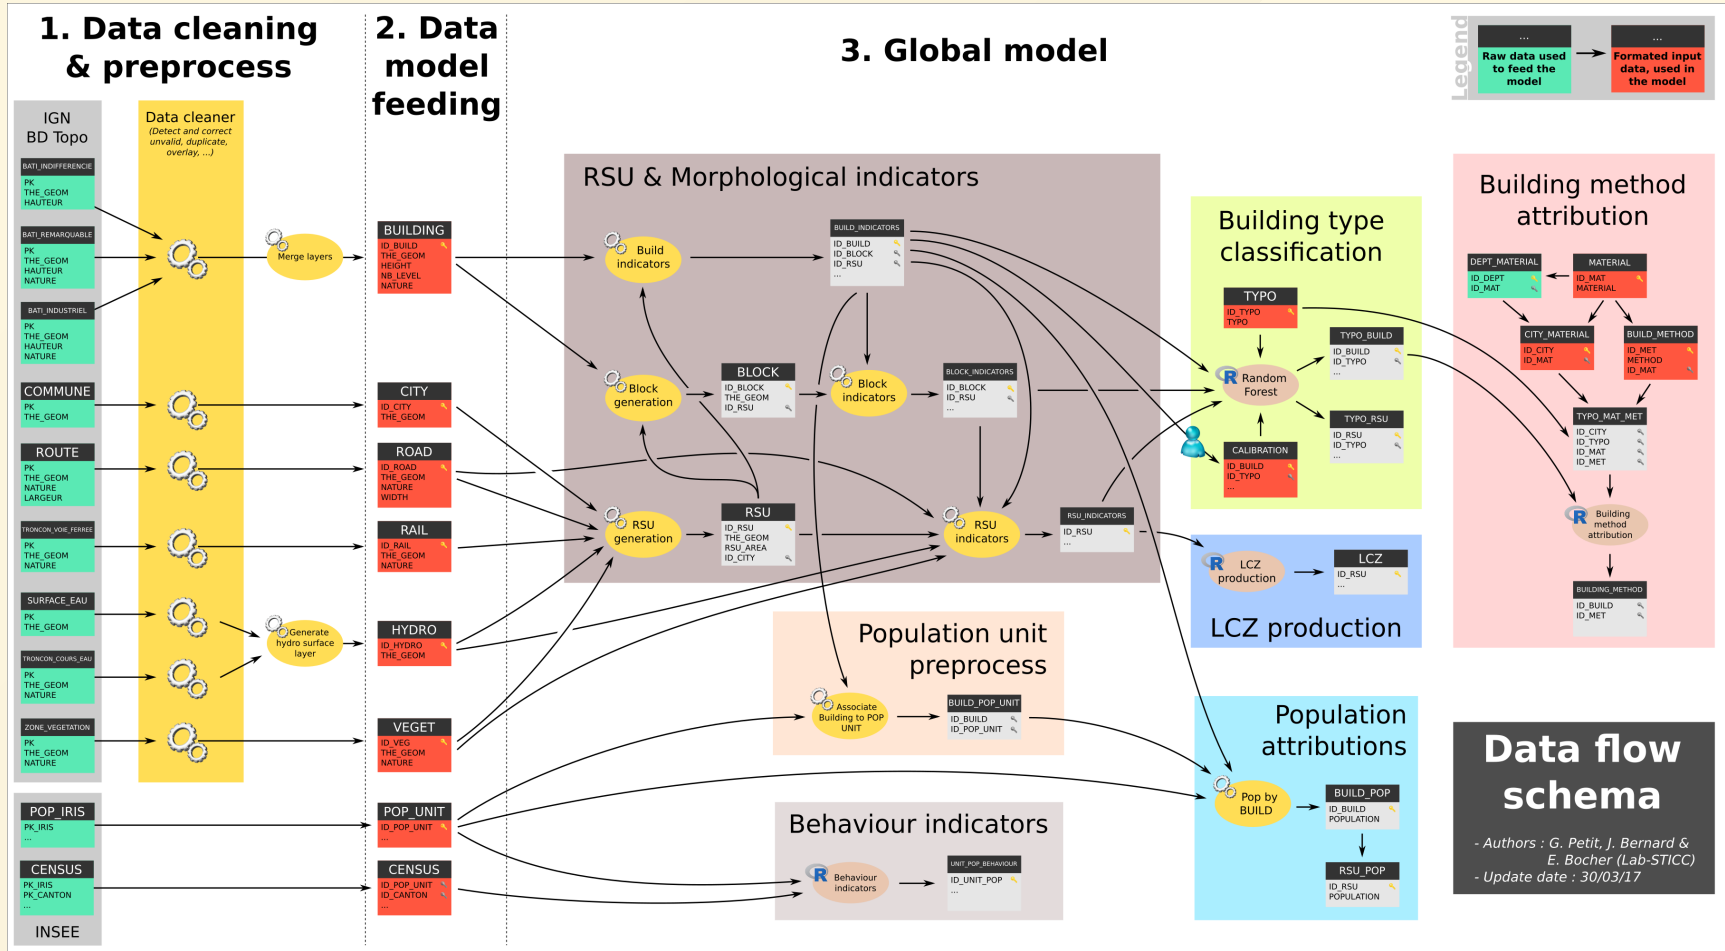 1. Data cleaning
& preprocess
2. Data
model
feeding
3. Global model
Legend
...
Raw data used
to feed the
model
...
Formated input
data, used in
the model
IGN
BD Topo
BATI_INDIFFERENCIE
PK
THE_GEOM
HAUTEUR
BATI_REMARQUABLE
PK
THE_GEOM
HAUTEUR
NATURE
BATI_INDUSTRIEL
PK
THE_GEOM
HAUTEUR
NATURE
COMMUNE
PK
THE_GEOM
ROUTE
PK
THE_GEOM
NATURE
LARGEUR
TRONCON_VOIE_FERREE
PK
THE_GEOM
NATURE
SURFACE_EAU
PK
THE_GEOM
TRONCON_COURS_EAU
PK
THE_GEOM
NATURE
ZONE_VEGETATION
PK
THE_GEOM
NATURE
POP_IRIS
PK_IRIS
...
CENSUS
PK_IRIS
PK_CANTON
...
INSEE
Data cleaner
(Detect and correct
unvalid, duplicate,
overlay, ...)
Merge layers
Generate
hydro surface
layer
BUILDING
ID_BUILD
THE_GEOM
HEIGHT
NB_LEVEL
NATURE
CITY
ID_CITY
THE_GEOM
ROAD
ID_ROAD
THE_GEOM
NATURE
WIDTH
RAIL
ID_RAIL
THE_GEOM
NATURE
HYDRO
ID_HYDRO
THE_GEOM
VEGET
ID_VEG
THE_GEOM
NATURE
POP_UNIT
ID_POP_UNIT
...
CENSUS
ID_POP_UNIT
ID_CANTON
...
RSU & Morphological indicators
Build
indicators
BUILD_INDICATORS
ID_BUILD
ID_BLOCK
ID_RSU
...
Block
generation
BLOCK
ID_BLOCK
THE_GEOM
ID_RSU
Block
indicators
BLOCK_INDICATORS
ID_BLOCK
ID_RSU
...
RSU
generation
RSU
ID_RSU
THE_GEOM
RSU_AREA
ID_CITY
RSU
indicators
RSU_INDICATORS
ID_RSU
...
Population unit
preprocess
Associate
Building to POP
UNIT
BUILD_POP_UNIT
ID_BUILD
ID_POP_UNIT
Behaviour indicators
R
Behaviour
indicators
UNIT_POP_BEHAVIOUR
ID_UNIT_POP
...
Building type
classification
TYPO
ID_TYPO
TYPO
R
Random
Forest
TYPO_BUILD
ID_BUILD
ID_TYPO
...
TYPO_RSU
ID_RSU
ID_TYPO
...
CALIBRATION
ID_BUILD
ID_TYPO
...
R
LCZ
production
LCZ
ID_RSU
...
LCZ production
Population
attributions
Pop by
BUILD
BUILD_POP
ID_BUILD
POPULATION
RSU_POP
ID_RSU
POPULATION
Building method
attribution
DEPT_MATERIAL
ID_DEPT
ID_MAT
MATERIAL
ID_MAT
MATERIAL
CITY_MATERIAL
ID_CITY
ID_MAT
BUILD_METHOD
ID_MET
METHOD
ID_MAT
TYPO_MAT_MET
ID_CITY
ID_TYPO
ID_MAT
ID_MET
R
Building
method
attribution
BUILDING_METHOD
ID_BUILD
ID_MET
Data flow
schema
- Authors : G. Petit, J. Bernard &
E. Bocher (Lab-STICC)
- Update date : 30/03/17